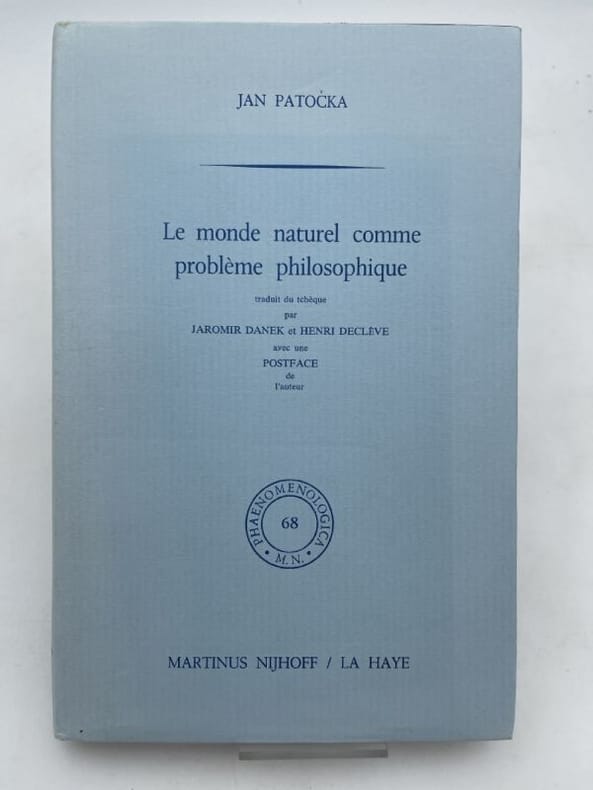 JAN PATOČKA
Le monde naturel comme
problème philosophique
traduit du tchèque
par
JAROMIR DANEK et HENRI DECLÈVE
avec une
POSTFACE
de
l'auteur
PHAENOMENOLOGICA
68
• M.N. •
MARTINUS NIJHOFF / LA HAYE